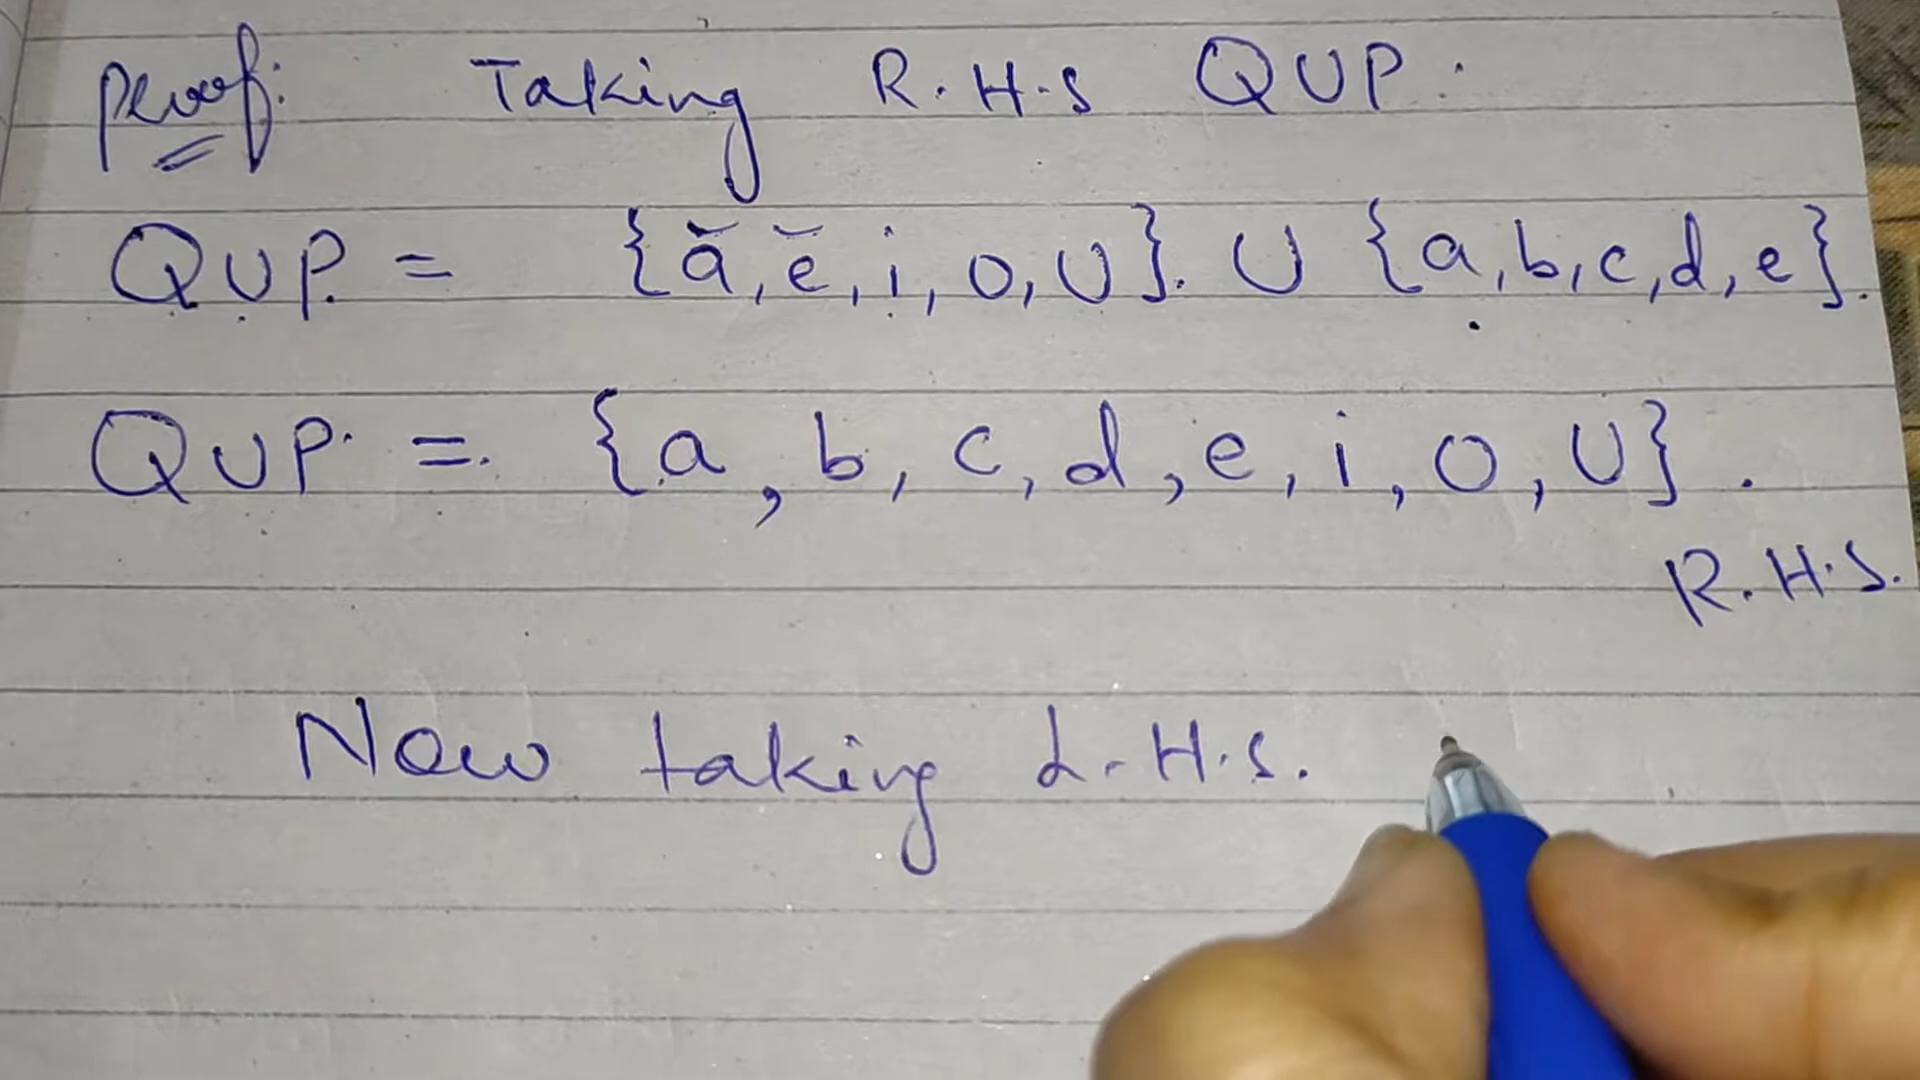 Proof: Taking R.H.S QUP.
QUP = {a, e, i, o, U}. U {a, b, c, d, e}.
QUP = {a, b, c, d, e, i, o, U}.
R.H.S.
Now taking L.H.S.